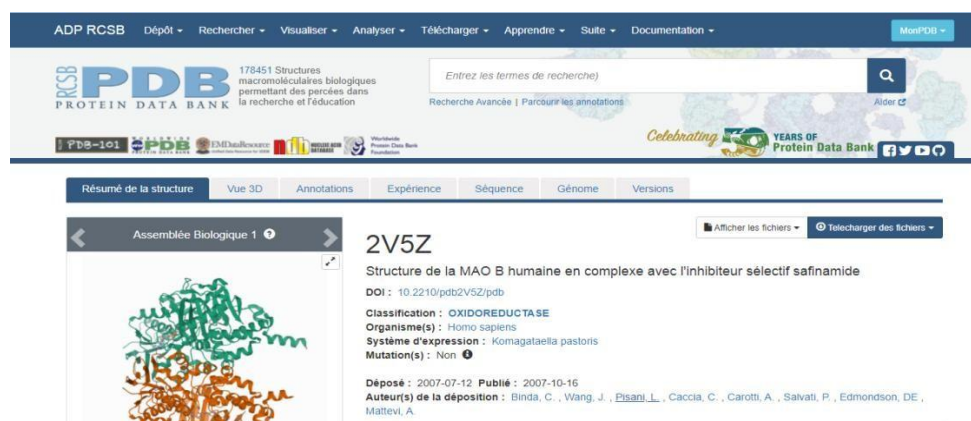 ADP RCSB Dépôt Rechercher Visualiser Analyser Télécharger Apprendre Suite Documentation MonPDB
RCSB PDB
PROTEIN DATA BANK
178451 Structures
macromoléculaires biologiques
permettant des percées dans
la recherche et l'éducation
Entrez les termes de recherche)
Recherche Avancée | Parcourir les annotations
Aider
PDB-101 PDB EMDataResource NUCLEIC ACID DATABASE Worldwide Protein Data Bank Foundation
Celebrating YEARS OF
Protein Data Bank
Résumé de la structure Vue 3D Annotations Expérience Séquence Génome Versions
Assemblée Biologique 1
Afficher les fichiers Telecharger des fichiers
2V5Z
Structure de la MAO B humaine en complexe avec l'inhibiteur sélectif safinamide
DOI : 10.2210/pdb2V5Z/pdb
Classification : OXIDOREDUCTASE
Organisme(s) : Homo sapiens
Système d'expression : Komagataella pastoris
Mutation(s) : Non
Déposé : 2007-07-12 Publié : 2007-10-16
Auteur(s) de la déposition : Binda, C. , Wang, J. , Pisani, L. , Caccia, C. , Carotti, A. , Salvati, P. , Edmondson, DE ,
Mattevi, A.